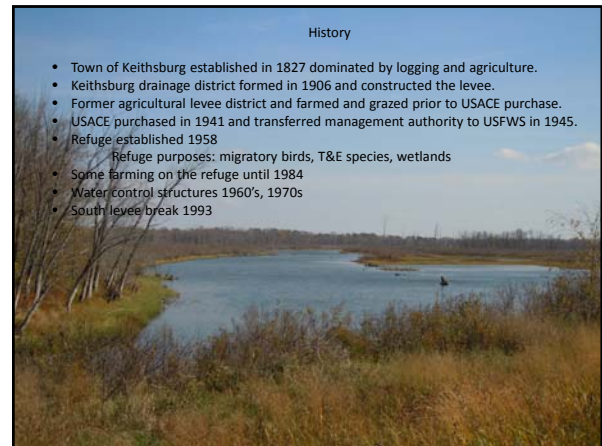 History
• Town of Keithsburg established in 1827 dominated by logging and agriculture.
• Keithsburg drainage district formed in 1906 and constructed the levee.
• Former agricultural levee district and farmed and grazed prior to USACE purchase.
• USACE purchased in 1941 and transferred management authority to USFWS in 1945.
• Refuge established 1958
Refuge purposes: migratory birds, T&E species, wetlands
• Some farming on the refuge until 1984
• Water control structures 1960's, 1970s
• South levee break 1993